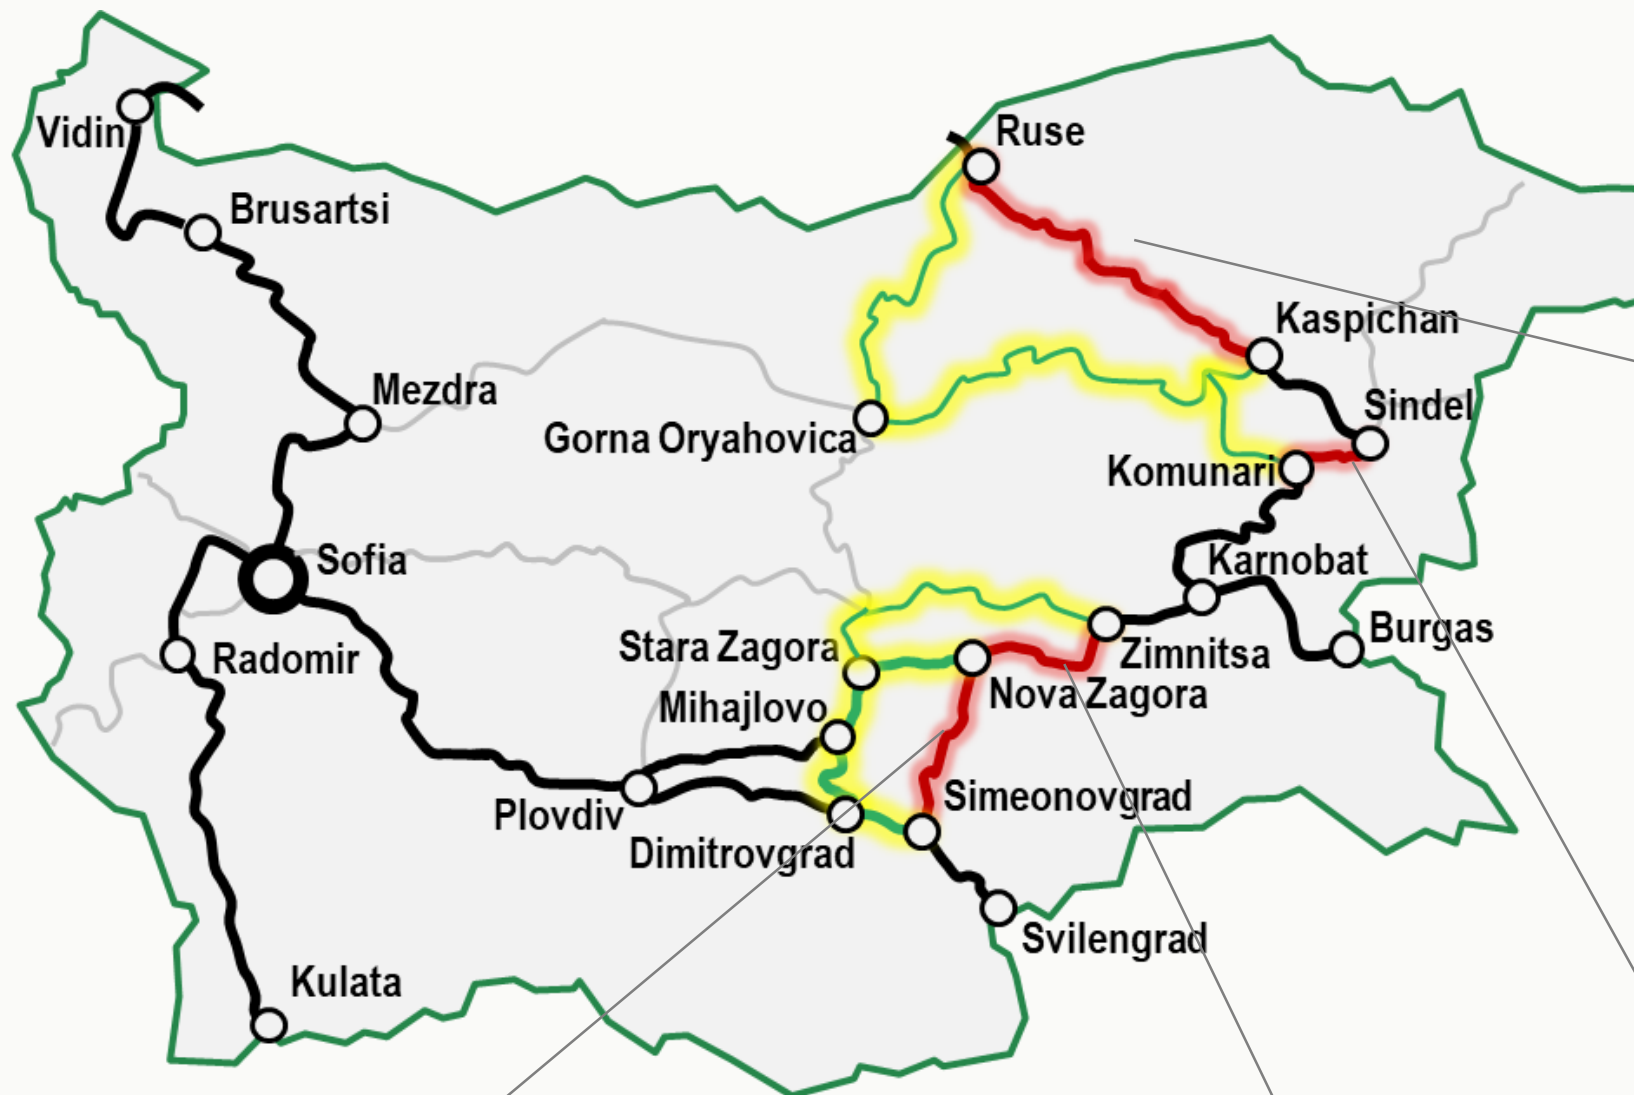 Ruse
Vidin
Brusartsi
Kaspichan
Mezdra
Sindel
Gorna Oryahovica
Komunari
Sofia
Karnobat
Burgas
Stara Zagora
Zimnitsa
Radomir
Nova Zagora
Mihajlovo
Simeonovgrad
Plovdiv
Dimitrovgrad
Svilengrad
Kulata